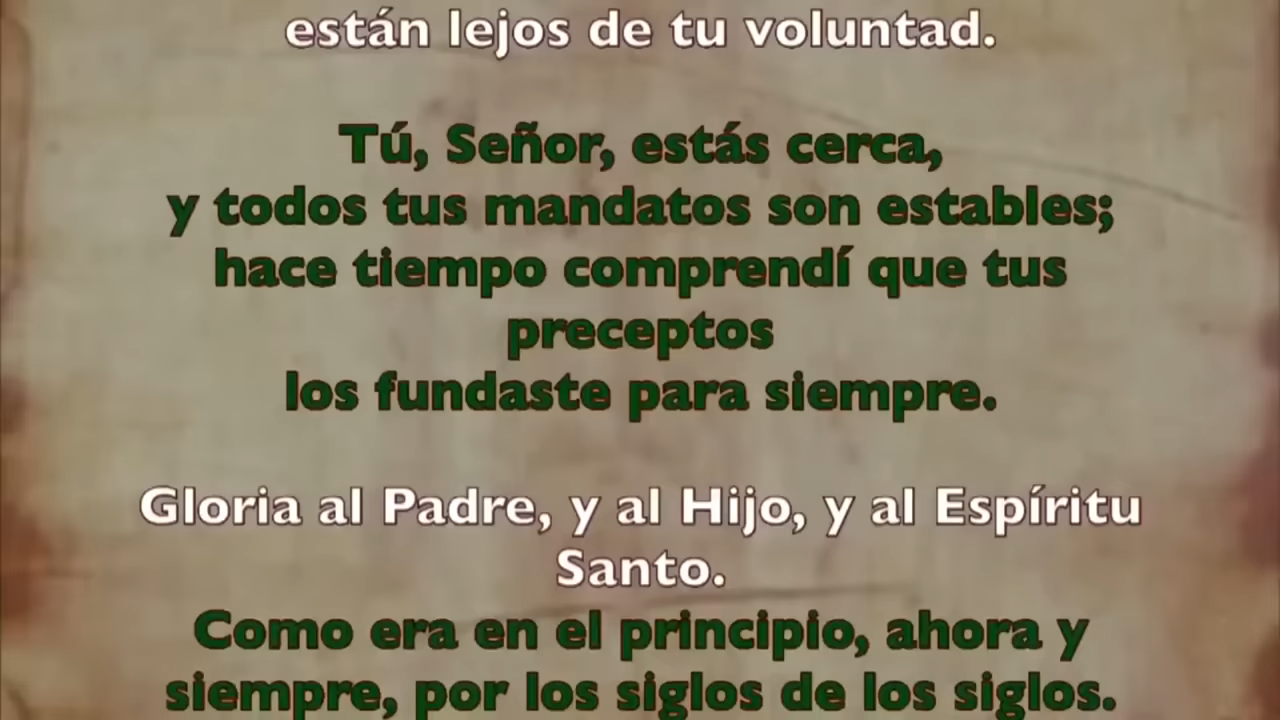 están lejos de tu voluntad.
Tú, Señor, estás cerca,
y todos tus mandatos son estables;
hace tiempo comprendí que tus
preceptos
los fundaste para siempre.
Gloria al Padre, y al Hijo, y al Espíritu
Santo.
Como era en el principio, ahora y
siempre, por los siglos de los siglos.